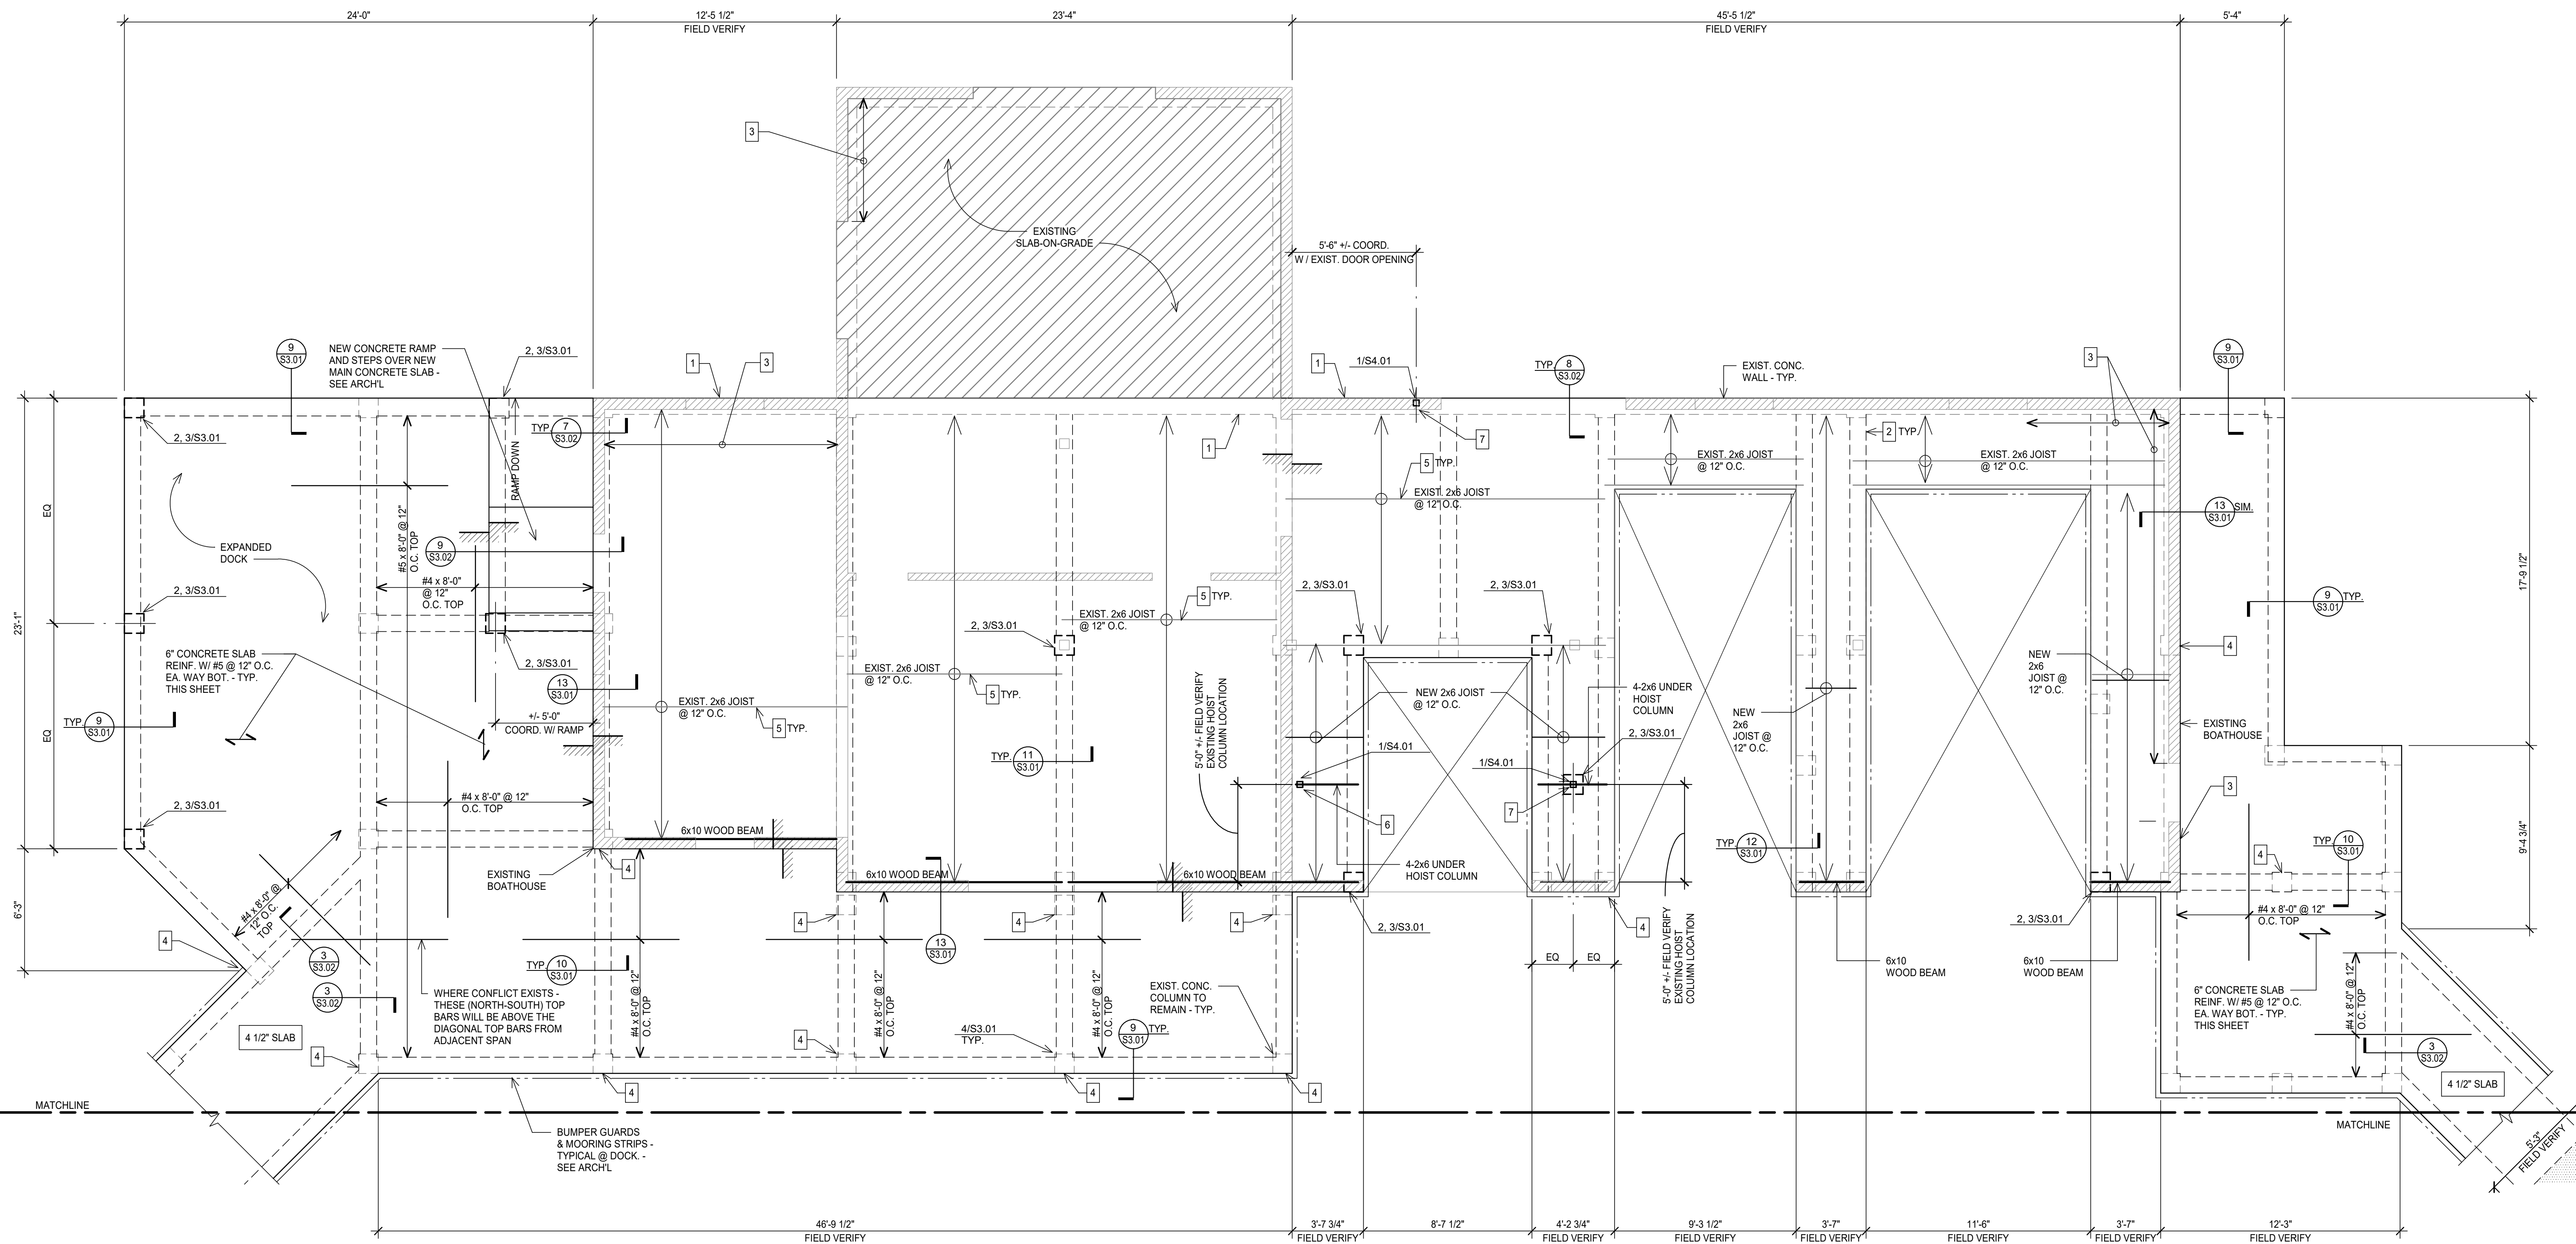 24'-0"
12'-5 1/2"
FIELD VERIFY
23'-4"
45'-5 1/2"
FIELD VERIFY
5'-4"
3
EXISTING
SLAB-ON-GRADE
5'-6" +/- COORD.
W / EXIST. DOOR OPENING
9
S3.01
NEW CONCRETE RAMP
AND STEPS OVER NEW
MAIN CONCRETE SLAB -
SEE ARCH'L
2, 3/S3.01
1
3
1
1/S4.01
TYP.
8
S3.02
EXIST. CONC.
WALL - TYP.
3
9
S3.01
2, 3/S3.01
TYP.
7
S3.02
RAMP DOWN
1
7
2
TYP.
5
TYP.
EXIST. 2x6 JOIST
@ 12" O.C.
EXIST. 2x6 JOIST
@ 12" O.C.
EXIST. 2x6 JOIST
@ 12" O.C.
13
S3.01
SIM.
EQ
23'-1"
EXPANDED
DOCK
#5 x 8'-0" @ 12"
O.C. TOP
9
S3.02
#4 x 8'-0"
@ 12"
O.C. TOP
17'-9 1/2"
2, 3/S3.01
2, 3/S3.01
2, 3/S3.01
5
TYP.
EXIST. 2x6 JOIST
@ 12" O.C.
2, 3/S3.01
9
S3.01
TYP.
6" CONCRETE SLAB
REINF. W/ #5 @ 12" O.C.
EA. WAY BOT. - TYP.
THIS SHEET
2, 3/S3.01
13
S3.01
EXIST. 2x6 JOIST
@ 12" O.C.
5
TYP.
EXIST. 2x6 JOIST
@ 12" O.C.
5
TYP.
5'-0" +/- FIELD VERIFY
EXISTING HOIST
COLUMN LOCATION
NEW 2x6 JOIST
@ 12" O.C.
4-2x6 UNDER
HOIST
COLUMN
2, 3/S3.01
NEW
2x6
JOIST @
12" O.C.
NEW
2x6
JOIST @
12" O.C.
4
EXISTING
BOATHOUSE
TYP.
9
S3.01
EQ
+/- 5'-0"
COORD. W/ RAMP
TYP.
11
S3.01
1/S4.01
1/S4.01
#4 x 8'-0" @ 12"
O.C. TOP
2, 3/S3.01
6
7
3
6x10 WOOD BEAM
TYP.
12
S3.01
TYP.
10
S3.01
4
9'-4 3/4"
6'-3"
EXISTING
BOATHOUSE
4
6x10 WOOD BEAM
6x10 WOOD BEAM
4-2x6 UNDER
HOIST COLUMN
#4 x 8'-0" @
12" O.C.
TOP
4
4
4
4
2, 3/S3.01
4
5'-0" +/- FIELD VERIFY
EXISTING HOIST
COLUMN LOCATION
2, 3/S3.01
#4 x 8'-0" @ 12"
O.C. TOP
3
S3.02
13
S3.01
EQ
EQ
6x10
WOOD BEAM
6x10
WOOD BEAM
TYP.
10
S3.01
3
S3.02
WHERE CONFLICT EXISTS -
THESE (NORTH-SOUTH) TOP
BARS WILL BE ABOVE THE
DIAGONAL TOP BARS FROM
ADJACENT SPAN
#4 x 8'-0" @ 12"
O.C. TOP
#4 x 8'-0" @ 12"
O.C. TOP
#4 x 8'-0" @ 12"
O.C. TOP
EXIST. CONC.
COLUMN TO
REMAIN - TYP.
6" CONCRETE SLAB
REINF. W/ #5 @ 12" O.C.
EA. WAY BOT. - TYP.
THIS SHEET
#4 x 8'-0" @ 12"
O.C. TOP
4 1/2" SLAB
4
4
4/S3.01
TYP.
9
S3.01
TYP.
3
S3.02
4 1/2" SLAB
4
4
4
MATCHLINE
MATCHLINE
BUMPER GUARDS
& MOORING STRIPS -
TYPICAL @ DOCK. -
SEE ARCH'L
5'-3"
FIELD VERIFY
46'-9 1/2"
FIELD VERIFY
3'-7 3/4"
FIELD VERIFY
8'-7 1/2"
4'-2 3/4"
FIELD VERIFY
9'-3 1/2"
FIELD VERIFY
3'-7"
FIELD VERIFY
11'-6"
FIELD VERIFY
3'-7"
FIELD VERIFY
12'-3"
FIELD VERIFY